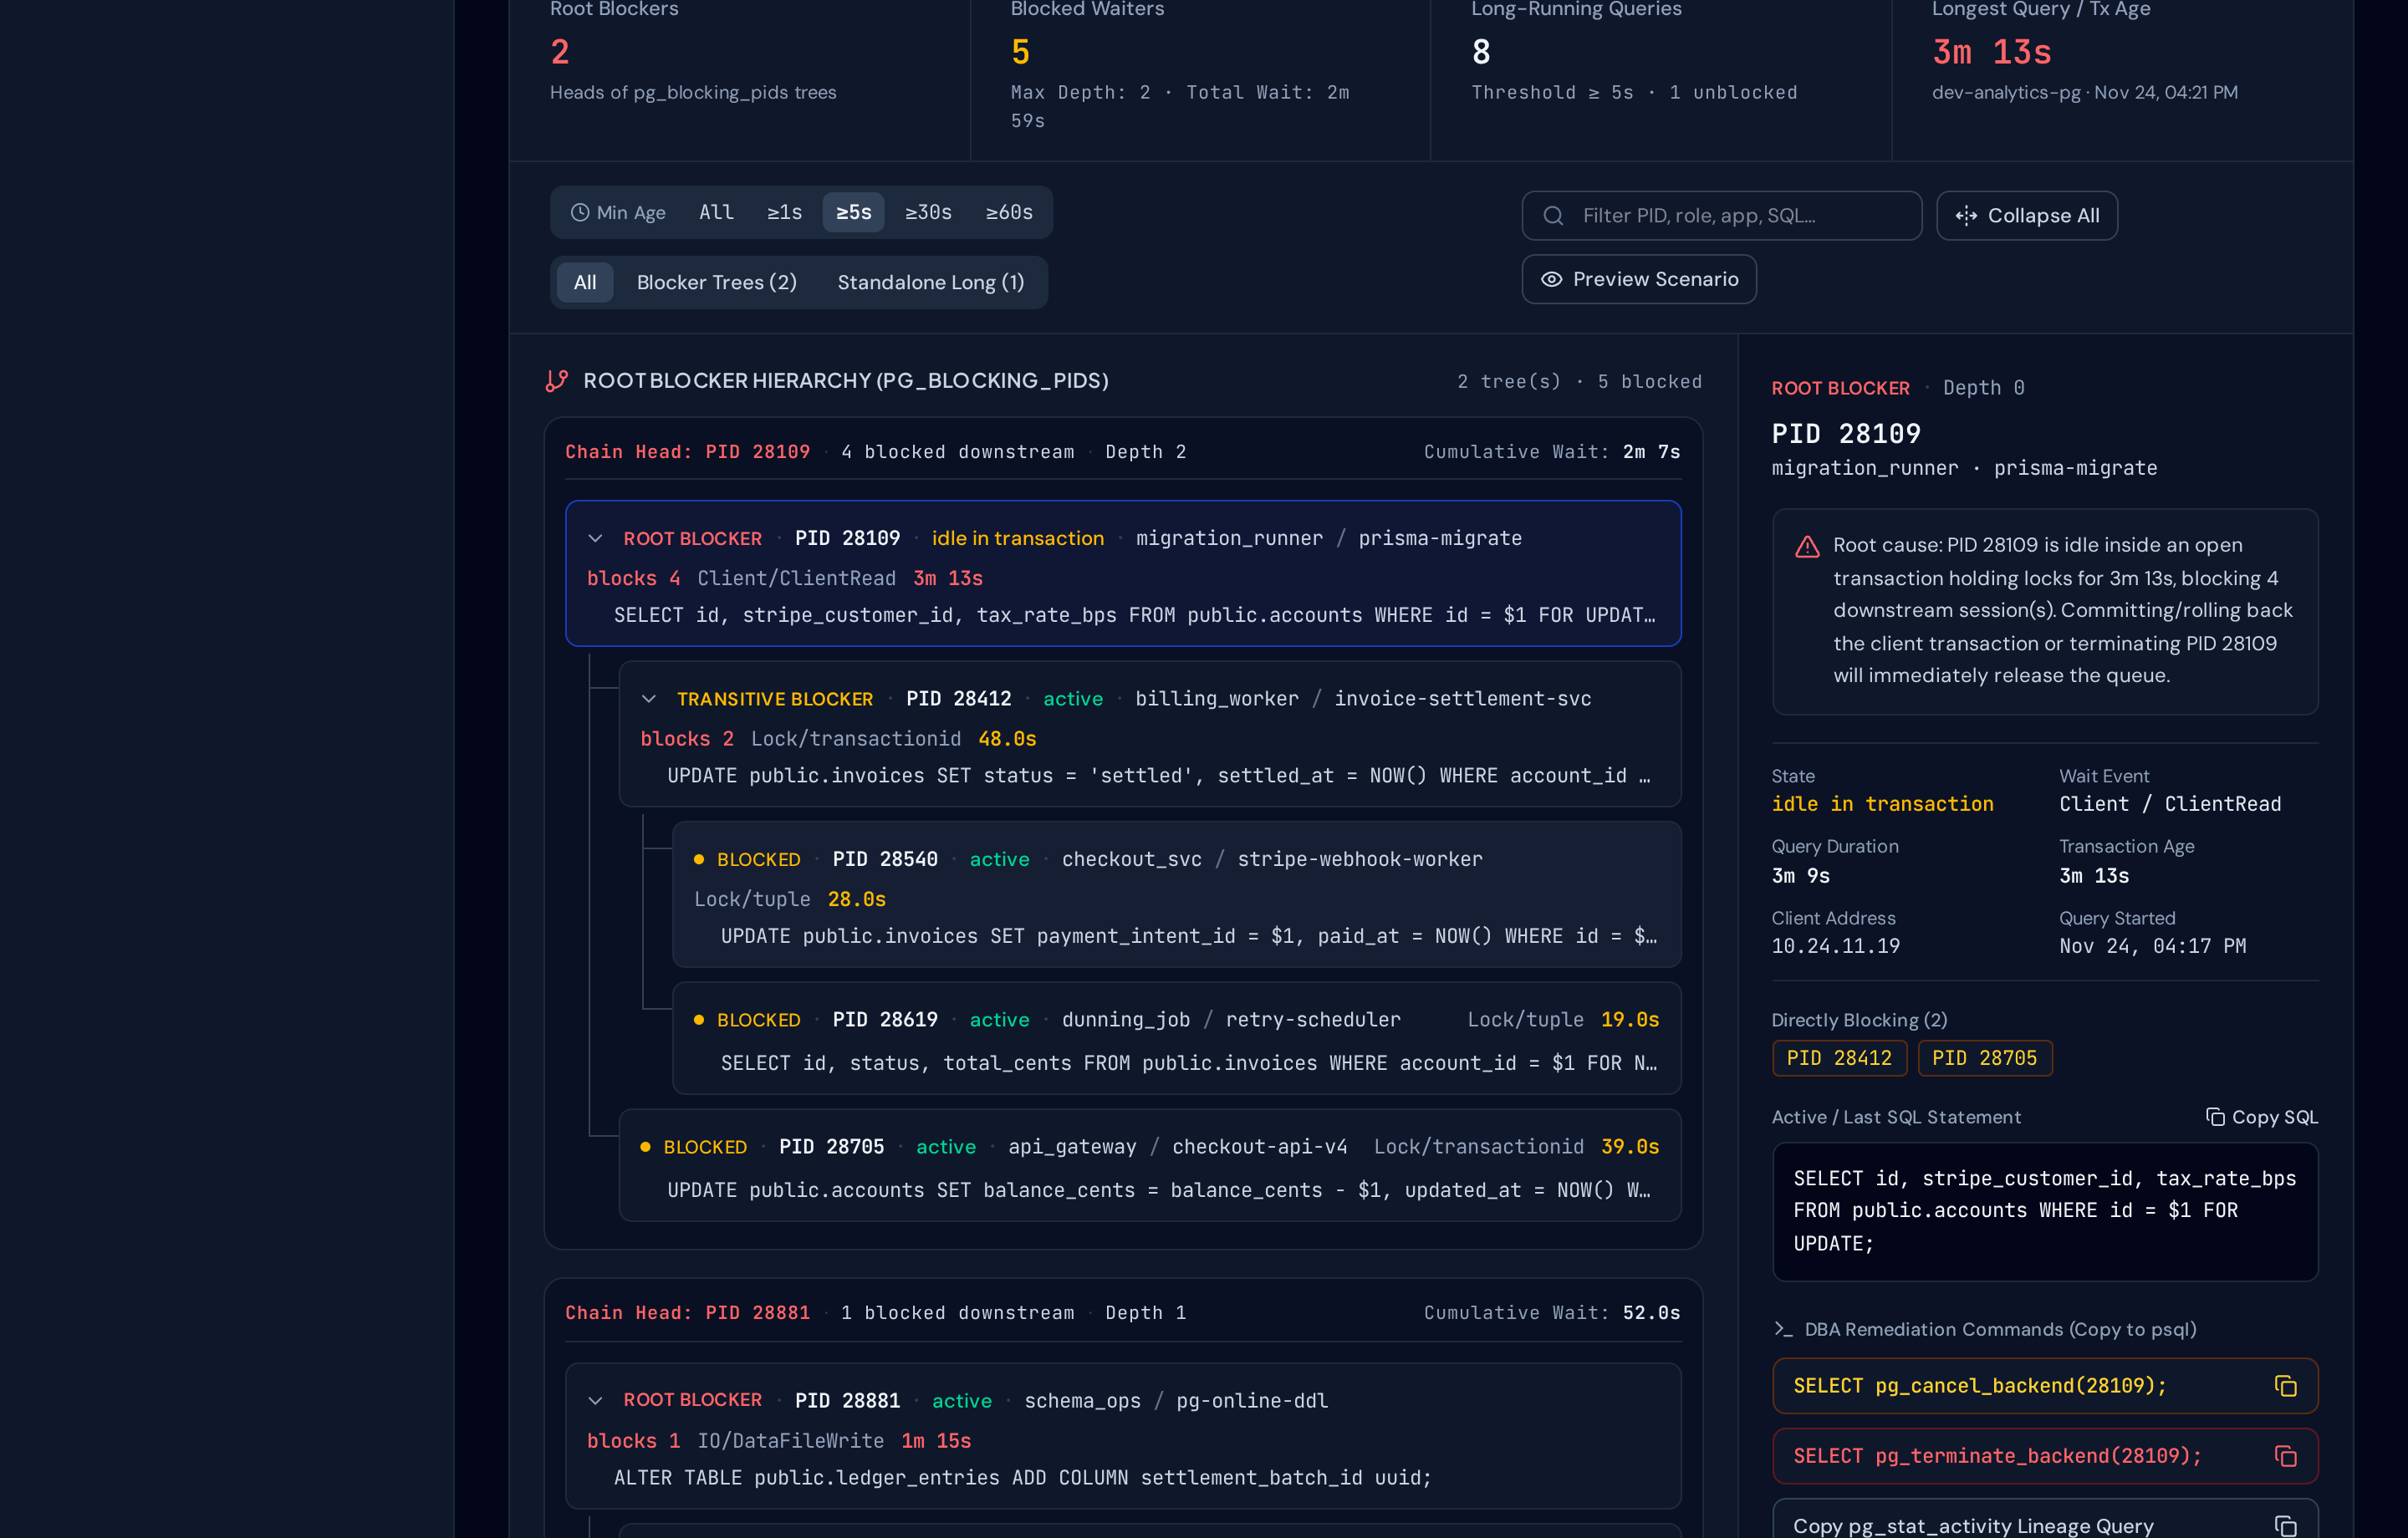 Root Blockers
2
Heads of pg_blocking_pids trees
Blocked Waiters
5
Max Depth: 2 · Total Wait: 2m
59s
Long-Running Queries
8
Threshold ≥ 5s · 1 unblocked
Longest Query / Tx Age
3m 13s
dev-analytics-pg · Nov 24, 04:21 PM
Min Age All ≥1s ≥5s ≥30s ≥60s
All Blocker Trees (2) Standalone Long (1)
Filter PID, role, app, SQL...
Collapse All
Preview Scenario
ROOT BLOCKER HIERARCHY (PG_BLOCKING_PIDS)
2 tree(s) · 5 blocked
Chain Head: PID 28109 · 4 blocked downstream · Depth 2
Cumulative Wait: 2m 7s
ROOT BLOCKER · PID 28109 · idle in transaction · migration_runner / prisma-migrate
blocks 4 Client/ClientRead 3m 13s
SELECT id, stripe_customer_id, tax_rate_bps FROM public.accounts WHERE id = $1 FOR UPDAT…
TRANSITIVE BLOCKER · PID 28412 · active · billing_worker / invoice-settlement-svc
blocks 2 Lock/transactionid 48.0s
UPDATE public.invoices SET status = 'settled', settled_at = NOW() WHERE account_id …
BLOCKED · PID 28540 · active · checkout_svc / stripe-webhook-worker
Lock/tuple 28.0s
UPDATE public.invoices SET payment_intent_id = $1, paid_at = NOW() WHERE id = $…
BLOCKED · PID 28619 · active · dunning_job / retry-scheduler Lock/tuple 19.0s
SELECT id, status, total_cents FROM public.invoices WHERE account_id = $1 FOR N…
BLOCKED · PID 28705 · active · api_gateway / checkout-api-v4 Lock/transactionid 39.0s
UPDATE public.accounts SET balance_cents = balance_cents - $1, updated_at = NOW() W…
Chain Head: PID 28881 · 1 blocked downstream · Depth 1
Cumulative Wait: 52.0s
ROOT BLOCKER · PID 28881 · active · schema_ops / pg-online-ddl
blocks 1 IO/DataFileWrite 1m 15s
ALTER TABLE public.ledger_entries ADD COLUMN settlement_batch_id uuid;
ROOT BLOCKER · Depth 0
PID 28109
migration_runner · prisma-migrate
Root cause: PID 28109 is idle inside an open
transaction holding locks for 3m 13s, blocking 4
downstream session(s). Committing/rolling back
the client transaction or terminating PID 28109
will immediately release the queue.
State
idle in transaction
Wait Event
Client / ClientRead
Query Duration
3m 9s
Transaction Age
3m 13s
Client Address
10.24.11.19
Query Started
Nov 24, 04:17 PM
Directly Blocking (2)
PID 28412 PID 28705
Active / Last SQL Statement
Copy SQL
SELECT id, stripe_customer_id, tax_rate_bps
FROM public.accounts WHERE id = $1 FOR
UPDATE;
DBA Remediation Commands (Copy to psql)
SELECT pg_cancel_backend(28109);
SELECT pg_terminate_backend(28109);
Copy pg_stat_activity Lineage Query